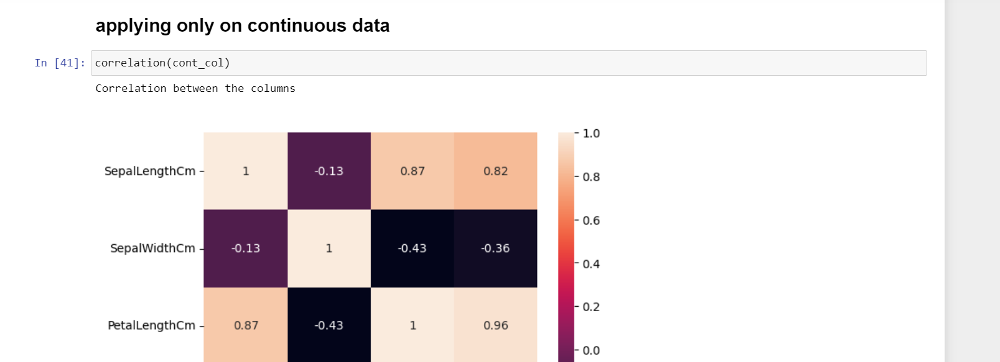 applying only on continuous data
In [41]: correlation(cont_col)
Correlation between the columns
1.0
SepalLengthCm 1 -0.13 0.87 0.82
0.8
0.6
SepalWidthCm -0.13 1 -0.43 -0.36
0.4
0.2
PetalLengthCm 0.87 -0.43 1 0.96
0.0